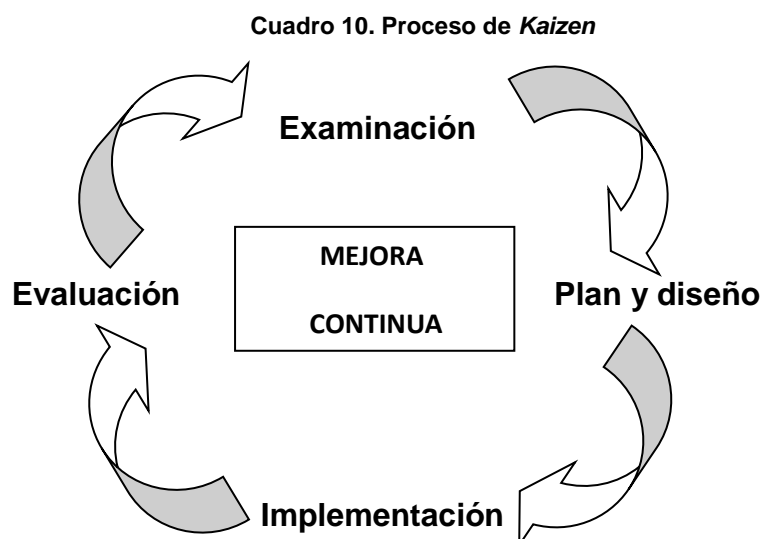 Cuadro 10. Proceso de Kaizen
Examinación
MEJORA
CONTINUA
Evaluación
Plan y diseño
Implementación